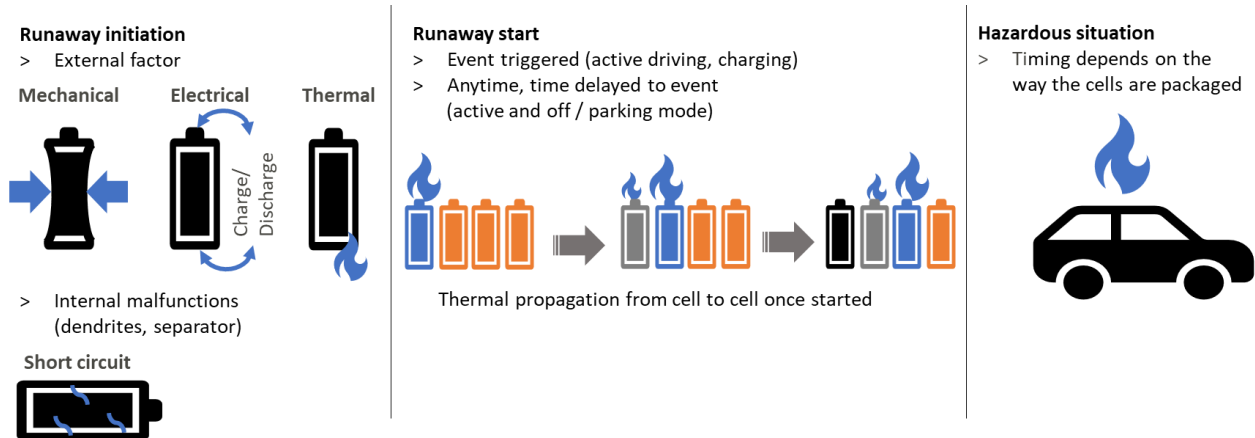 Runaway initiation
> External factor
Mechanical
Electrical
Thermal
Charge/
Discharge
> Internal malfunctions
(dendrites, separator)
Short circuit
Runaway start
> Event triggered (active driving, charging)
> Anytime, time delayed to event
(active and off / parking mode)
Thermal propagation from cell to cell once started
Hazardous situation
> Timing depends on the
way the cells are packaged